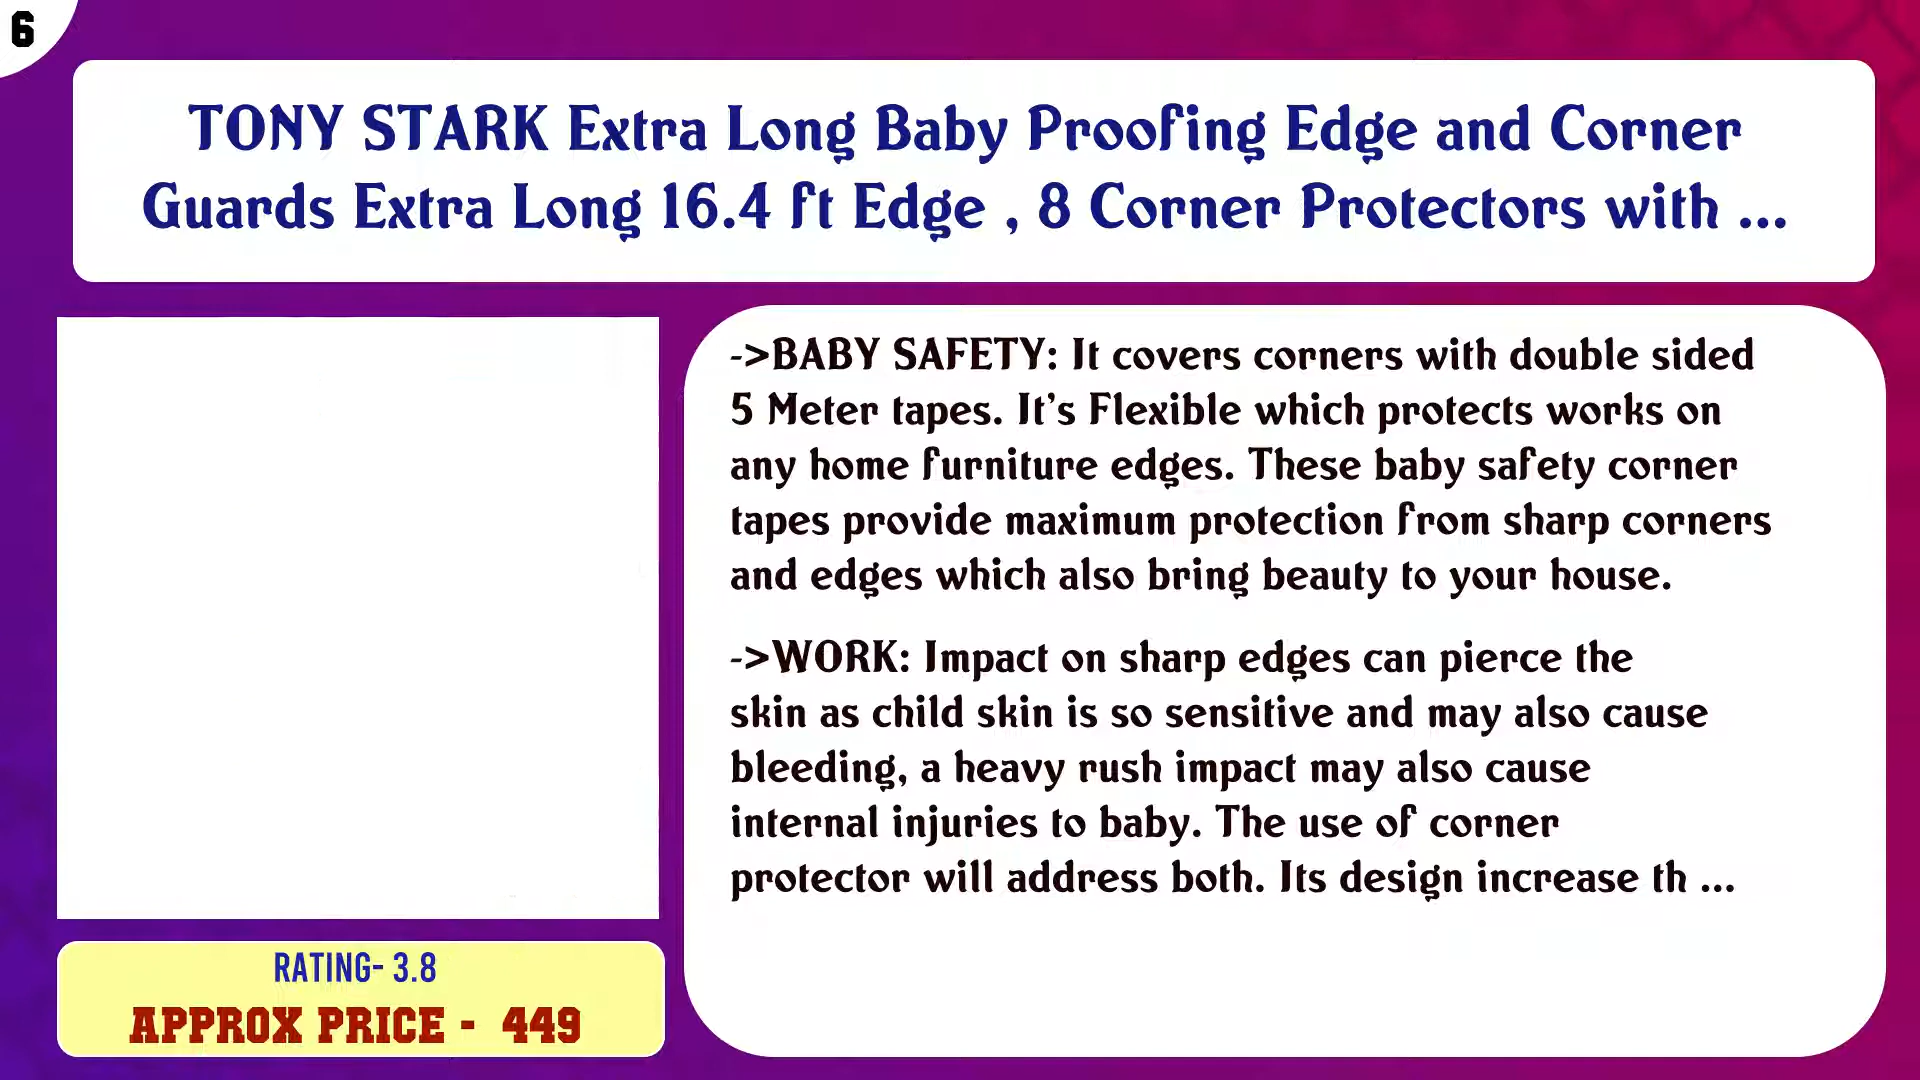 6
TONY STARK Extra Long Baby Proofing Edge and Corner
Guards Extra Long 16.4 ft Edge , 8 Corner Protectors with ...
->BABY SAFETY: It covers corners with double sided
5 Meter tapes. It's Flexible which protects works on
any home furniture edges. These baby safety corner
tapes provide maximum protection from sharp corners
and edges which also bring beauty to your house.
->WORK: Impact on sharp edges can pierce the
skin as child skin is so sensitive and may also cause
bleeding, a heavy rush impact may also cause
internal injuries to baby. The use of corner
protector will address both. Its design increase th ...
RATING- 3.8
APPROX PRICE - 449